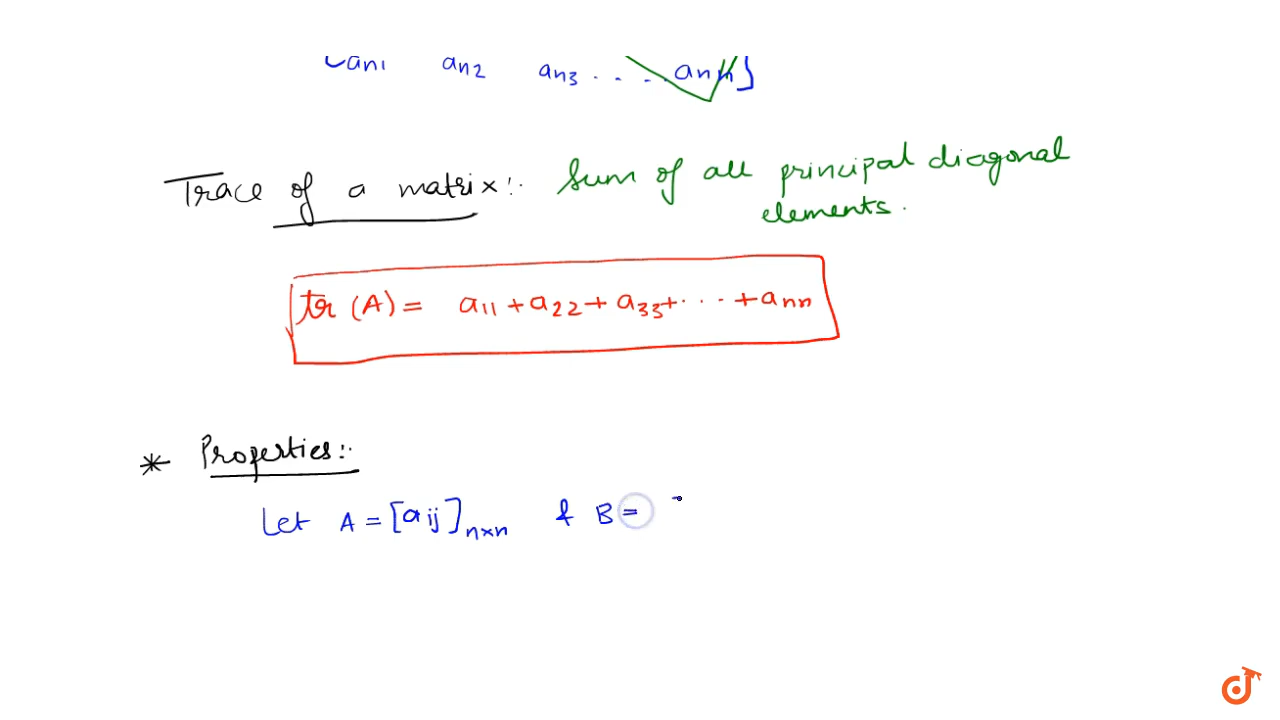 an1 an2 an3 . . . . . ann]
Trace of a matrix:- Sum of all principal diagonal
elements.
tr (A) = a11 + a22 + a33 + . . . + ann
* Properties:-
Let A = [aij]n×n & B =